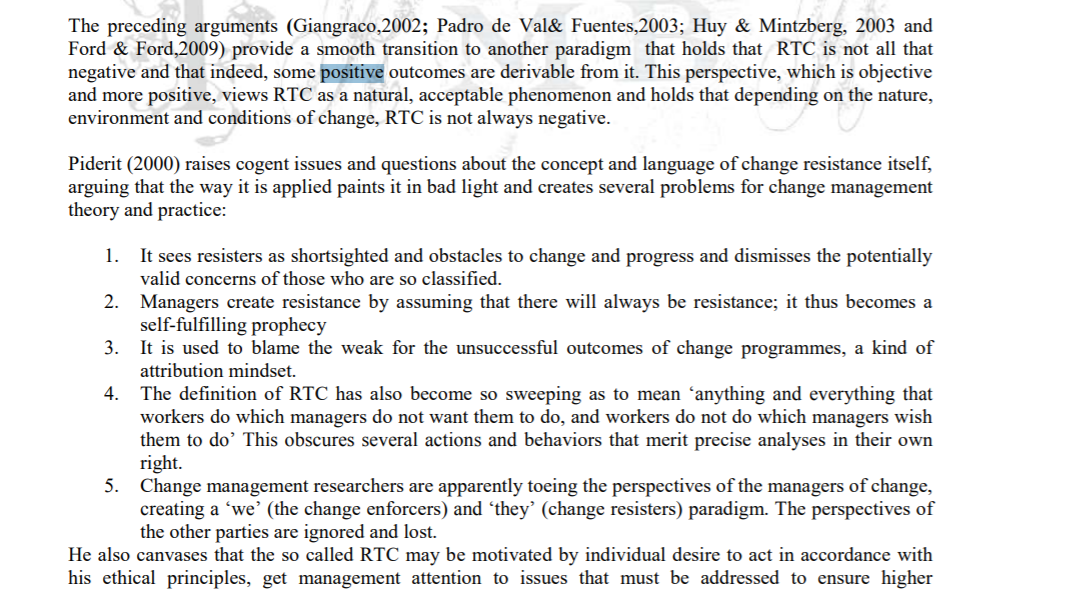 The preceding arguments (Giangraco,2002; Padro de Val& Fuentes,2003; Huy & Mintzberg, 2003 and
Ford & Ford,2009) provide a smooth transition to another paradigm that holds that RTC is not all that
negative and that indeed, some positive outcomes are derivable from it. This perspective, which is objective
and more positive, views RTC as a natural, acceptable phenomenon and holds that depending on the nature,
environment and conditions of change, RTC is not always negative.
Piderit (2000) raises cogent issues and questions about the concept and language of change resistance itself,
arguing that the way it is applied paints it in bad light and creates several problems for change management
theory and practice:
1. It sees resisters as shortsighted and obstacles to change and progress and dismisses the potentially
valid concerns of those who are so classified.
2. Managers create resistance by assuming that there will always be resistance; it thus becomes a
self-fulfilling prophecy
3. It is used to blame the weak for the unsuccessful outcomes of change programmes, a kind of
attribution mindset.
4. The definition of RTC has also become so sweeping as to mean ‘anything and everything that
workers do which managers do not want them to do, and workers do not do which managers wish
them to do’ This obscures several actions and behaviors that merit precise analyses in their own
right.
5. Change management researchers are apparently toeing the perspectives of the managers of change,
creating a ‘we’ (the change enforcers) and ‘they’ (change resisters) paradigm. The perspectives of
the other parties are ignored and lost.
He also canvases that the so called RTC may be motivated by individual desire to act in accordance with
his ethical principles, get management attention to issues that must be addressed to ensure higher